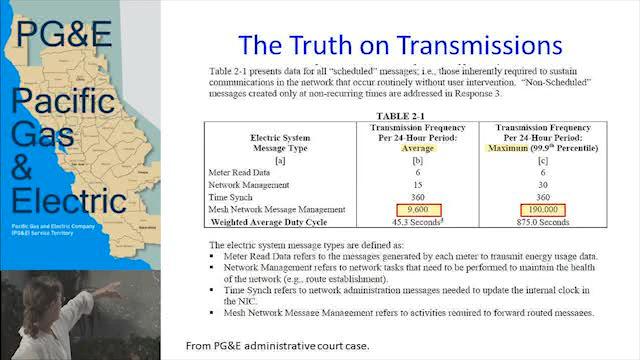 PG&E
Pacific
Gas
&
Electric
Pacific Gas and Electric Company
(PG&E) Service Territory
The Truth on Transmissions
Table 2-1 presents data for all “scheduled” messages; i.e., those inherently required to sustain
communications in the network that occur routinely without user intervention. “Non-Scheduled”
messages created only at non-recurring times are addressed in Response 3.
TABLE 2-1
Electric System
Message Type
[a]
Transmission Frequency
Per 24-Hour Period:
Average
[b]
Transmission Frequency
Per 24-Hour Period:
Maximum (99.9th Percentile)
[c]
Meter Read Data 6 6
Network Management 15 30
Time Synch 360 360
Mesh Network Message Management 9,600 190,000
Weighted Average Duty Cycle 45.3 Seconds 875.0 Seconds
The electric system message types are defined as:
▪ Meter Read Data refers to the messages generated by each meter to transmit energy usage data.
▪ Network Management refers to network tasks that need to be performed to maintain the health
of the network (e.g., route establishment).
▪ Time Synch refers to network administration messages needed to update the internal clock in
the NIC.
▪ Mesh Network Message Management refers to activities required to forward routed messages.
From PG&E administrative court case.